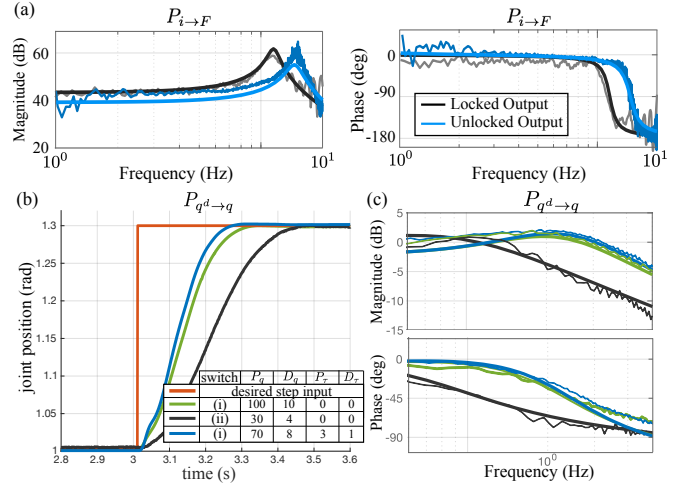 (a)
P_{i→F}
P_{i→F}
Magnitude (dB)
60
40
20
10^0
10^1
Frequency (Hz)
Phase (deg)
0
-90
-180
10^0
10^1
Frequency (Hz)
Locked Output
Unlocked Output
(b)
P_{q^d→q}
joint position (rad)
1.3
1.25
1.2
1.15
1.1
1.05
1
2.8
2.9
3
3.1
3.2
3.3
3.4
3.5
3.6
time (s)
switch P_q D_q P_τ D_τ
desired step input
(i) 100 10 0 0
(ii) 30 4 0 0
(i) 70 8 3 1
(c)
P_{q^d→q}
Magnitude (dB)
5
0
-5
-10
-15
Phase (deg)
0
-45
-90
10^0
Frequency (Hz)